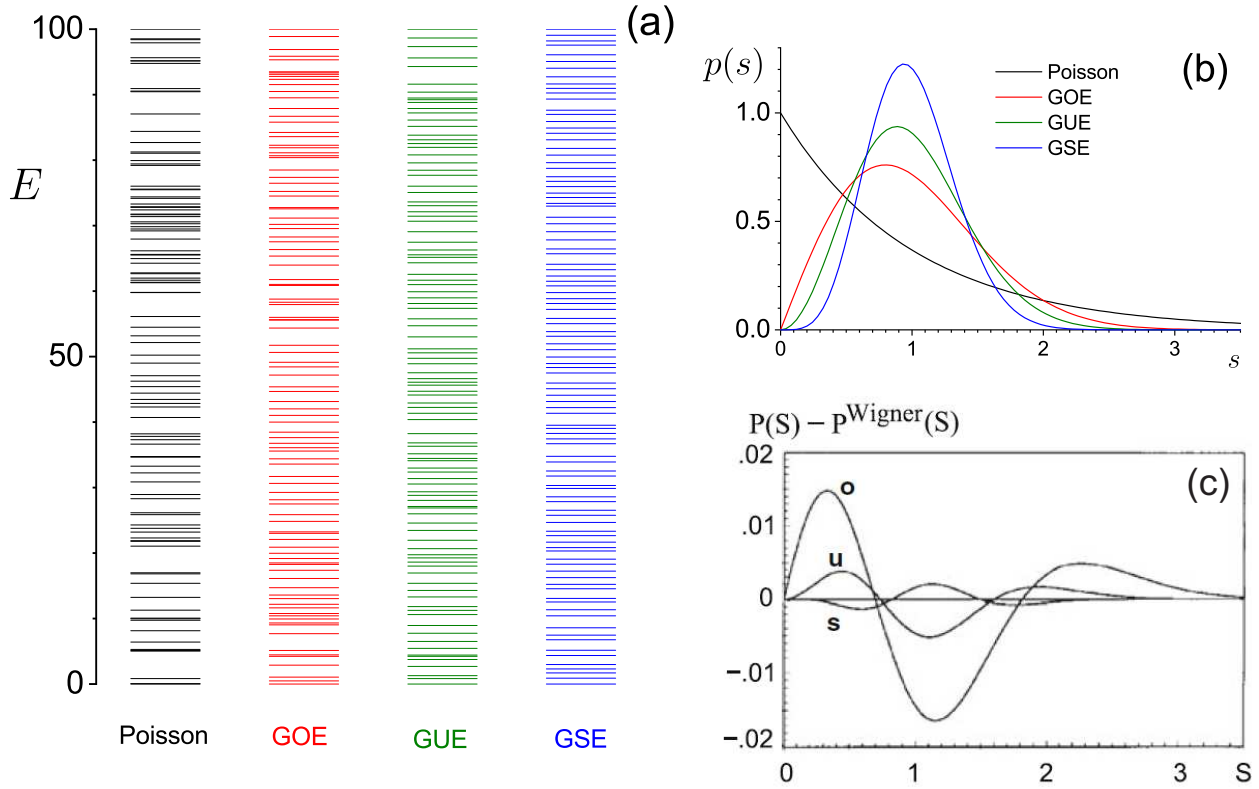 (a)
100
E
50
0
Poisson GOE GUE GSE
(b)
p(s)
1.0
0.5
0.0
0 1 2 3
s
Poisson
GOE
GUE
GSE
P(S) − P^Wigner(S)
(c)
.02
.01
0
−.01
−.02
o
u
s
0 1 2 3 S